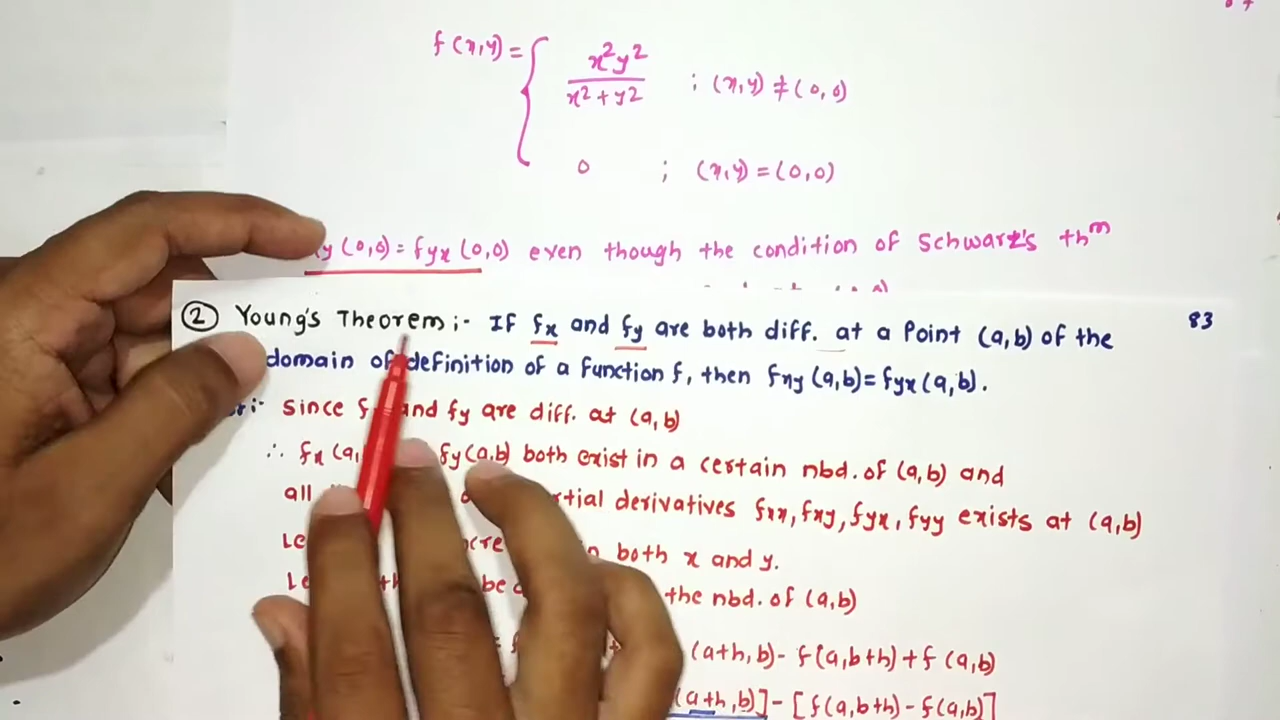 f(x,y) = { x²y² / x²+y² ; (x,y) ≠ (0,0)
0 ; (x,y) = (0,0)
y (0,0) = fyx (0,0) even though the condition of Schwartz's thm
② Young's Theorem :- If fx and fy are both diff. at a Point (a,b) of the
83
domain of definition of a function f, then fxy (a,b) = fyx (a,b).
Since f and fy are diff. at (a,b)
∴ fx (a, fy (a,b) both exist in a certain nbd. of (a,b) and
all derivatives fxx, fxy, fyx, fyy exists at (a,b)
both x and y.
be the nbd. of (a,b)
(a+h,b) - f(a,b+h) + f(a,b)
(a+h,b)] - [f(a,b+h) - f(a,b)]